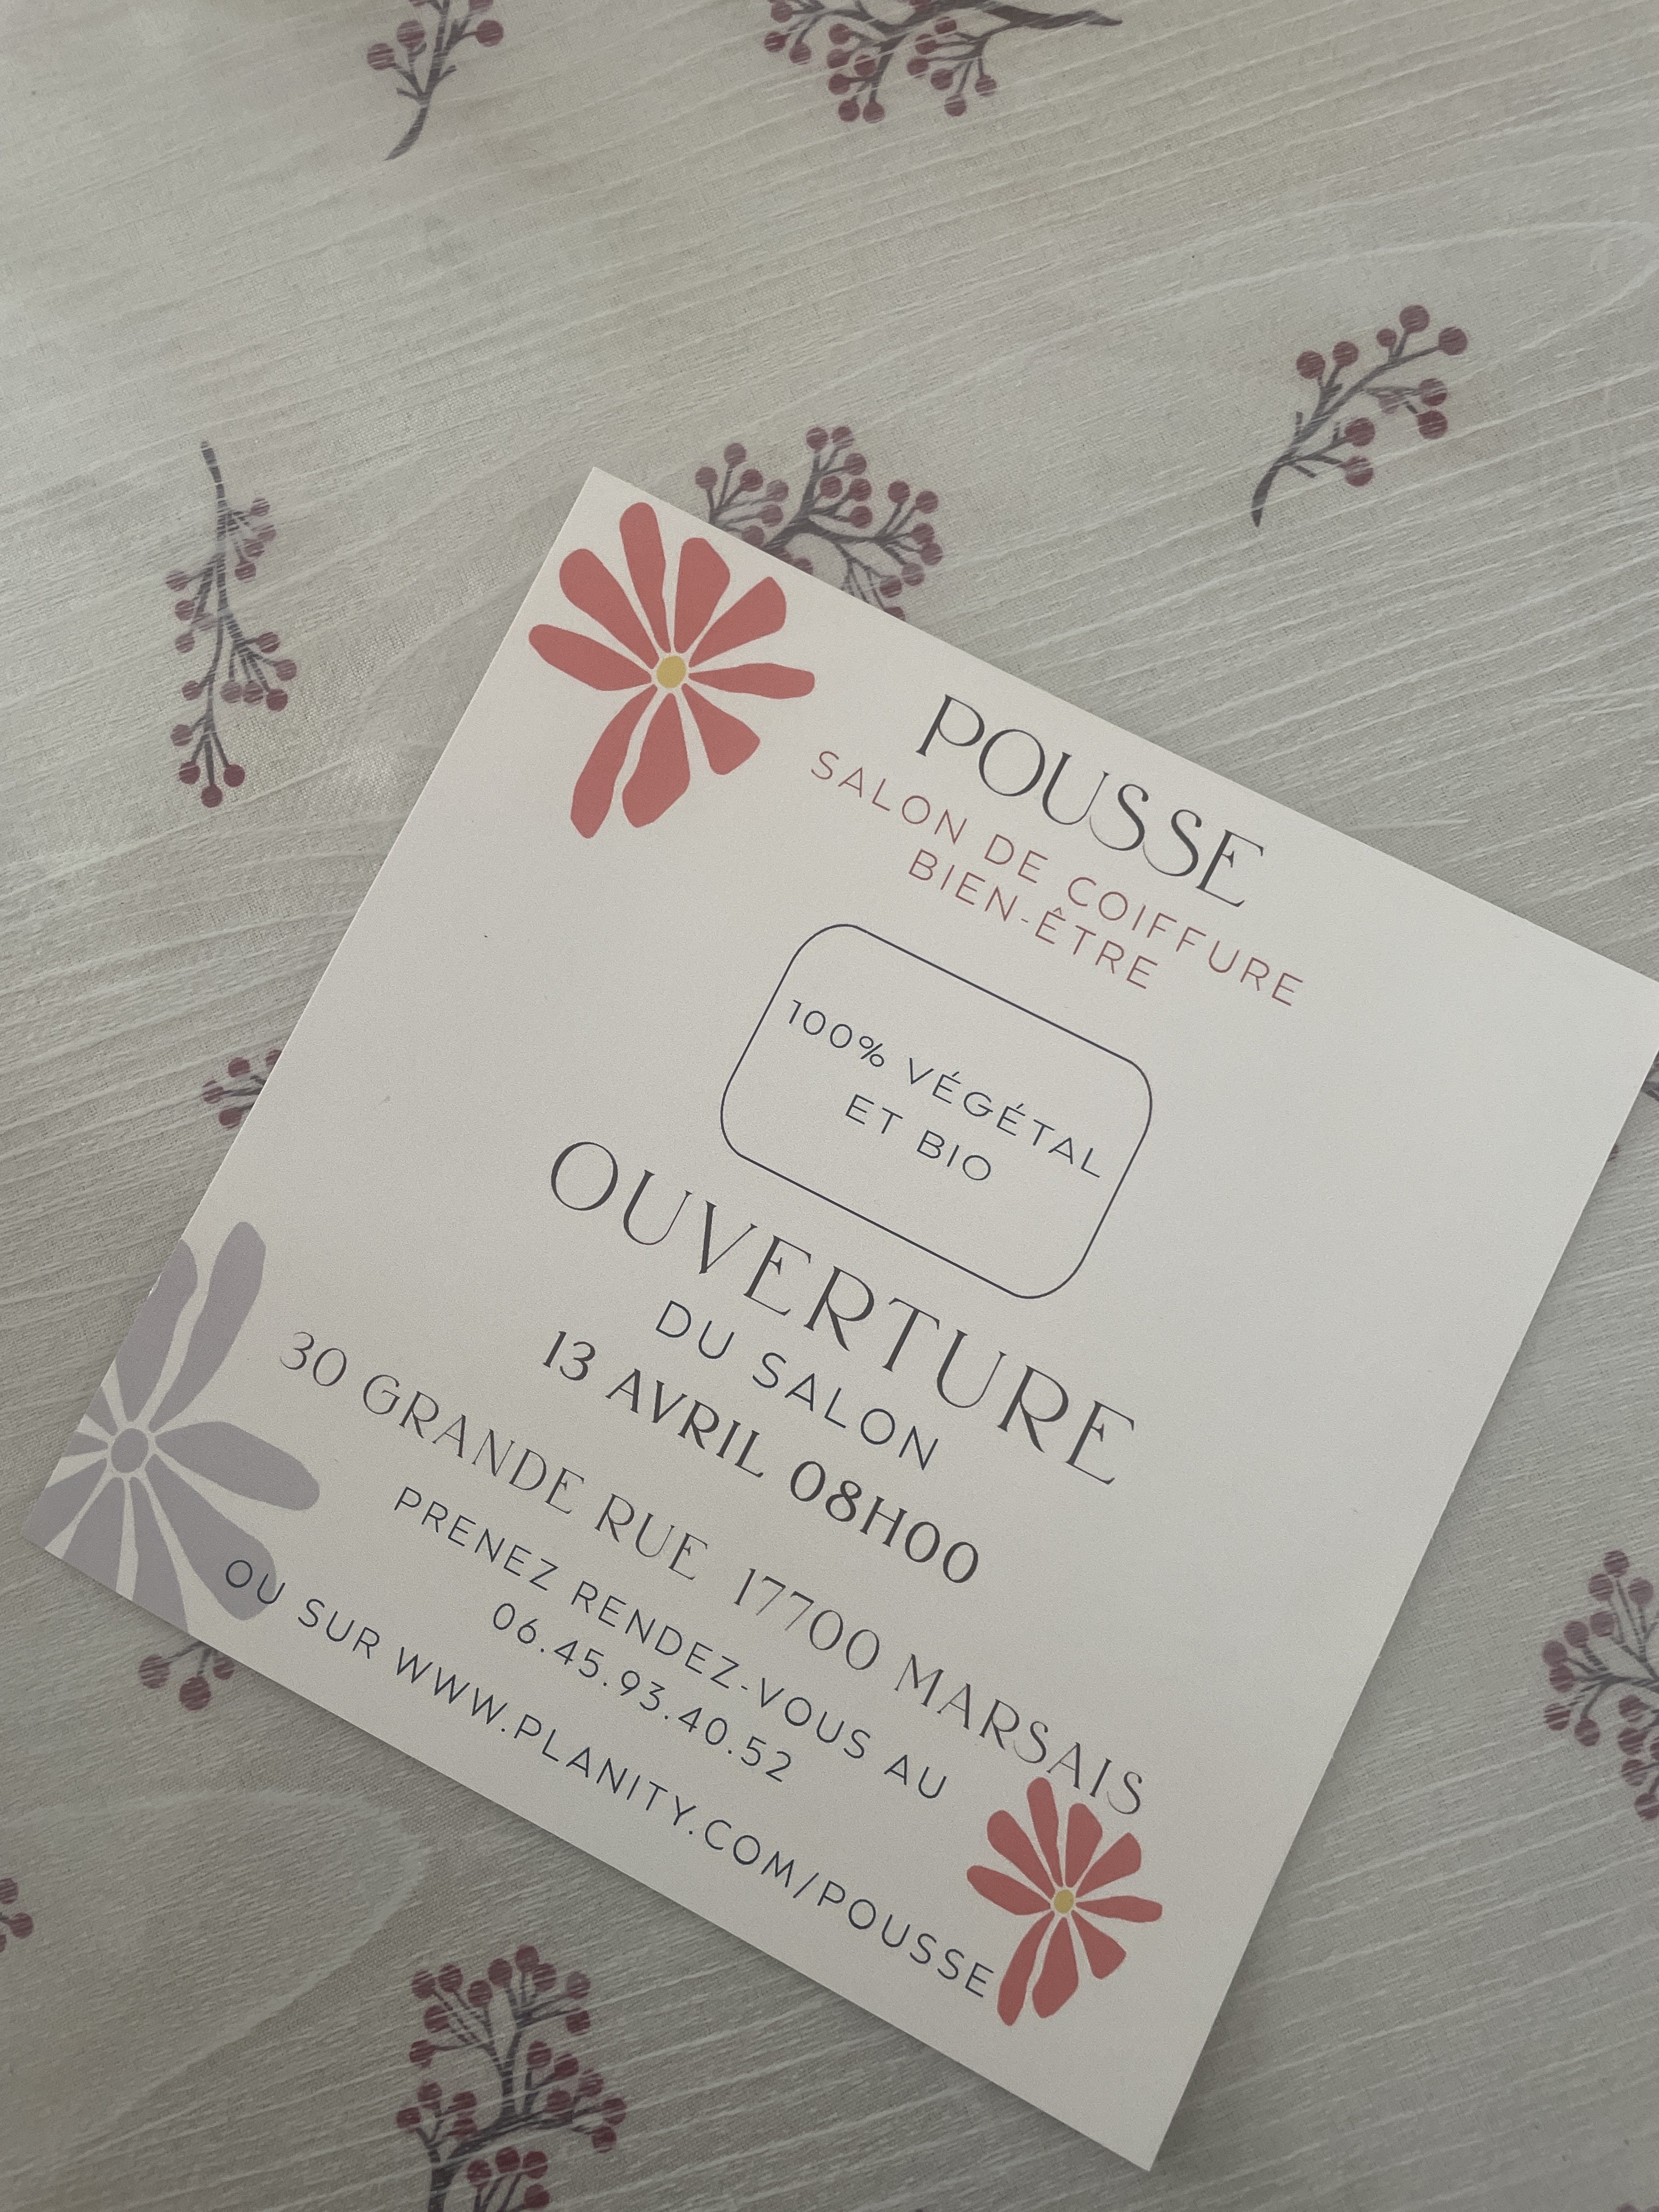 POUSSE
SALON DE COIFFURE
BIEN-ÊTRE
100% VÉGÉTAL
ET BIO
OUVERTURE
DU SALON
13 AVRIL 08H00
30 GRANDE RUE 17700 MARSAIS
PRENEZ RENDEZ-VOUS AU
06.45.93.40.52
OU SUR WWW.PLANITY.COM/POUSSE